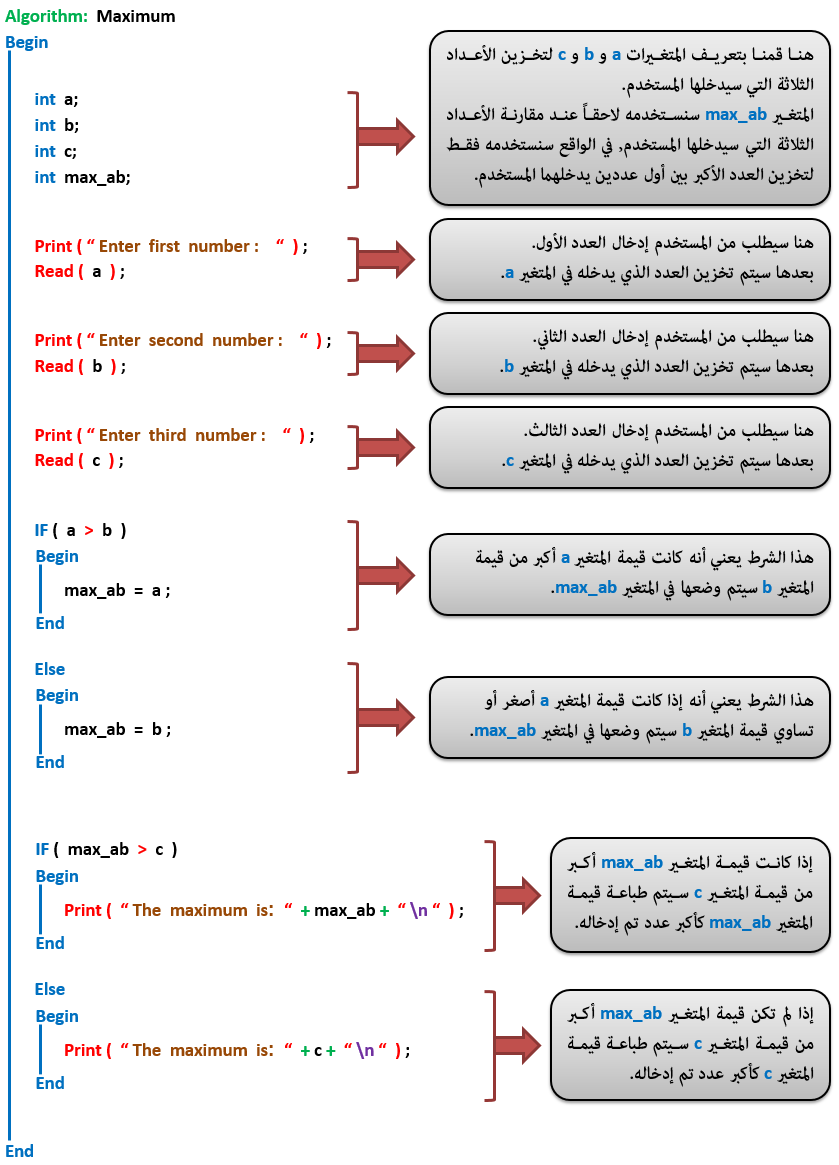 Algorithm: Maximum
Begin
int a;
int b;
int c;
int max_ab;
هنا قمنا بتعريف المتغيرات a و b و c لتخزين الأعداد
الثلاثة التي سيدخلها المستخدم.
المتغير max_ab سنستخدمه لاحقاً عند مقارنة الأعداد
الثلاثة التي سيدخلها المستخدم, في الواقع سنستخدمه فقط
لتخزين العدد الأكبر بين أول عددين يدخلهما المستخدم.
Print ( “ Enter first number : “ ) ;
Read ( a ) ;
هنا سيطلب من المستخدم إدخال العدد الأول.
بعدها سيتم تخزين العدد الذي يدخله في المتغير a.
Print ( “ Enter second number : “ ) ;
Read ( b ) ;
هنا سيطلب من المستخدم إدخال العدد الثاني.
بعدها سيتم تخزين العدد الذي يدخله في المتغير b.
Print ( “ Enter third number : “ ) ;
Read ( c ) ;
هنا سيطلب من المستخدم إدخال العدد الثالث.
بعدها سيتم تخزين العدد الذي يدخله في المتغير c.
IF ( a > b )
Begin
max_ab = a ;
End
هذا الشرط يعني أنه كانت قيمة المتغير a أكبر من قيمة
المتغير b سيتم وضعها في المتغير max_ab.
Else
Begin
max_ab = b ;
End
هذا الشرط يعني أنه إذا كانت قيمة المتغير a أصغر أو
تساوي قيمة المتغير b سيتم وضعها في المتغير max_ab.
IF ( max_ab > c )
Begin
Print ( “ The maximum is: “ + max_ab + “ \n “ ) ;
End
إذا كانت قيمة المتغير max_ab أكبر
من قيمة المتغير c سيتم طباعة قيمة
المتغير max_ab كأكبر عدد تم إدخاله.
Else
Begin
Print ( “ The maximum is: “ + c + “ \n “ ) ;
End
إذا لم تكن قيمة المتغير max_ab أكبر
من قيمة المتغير c سيتم طباعة قيمة
المتغير c كأكبر عدد تم إدخاله.
End